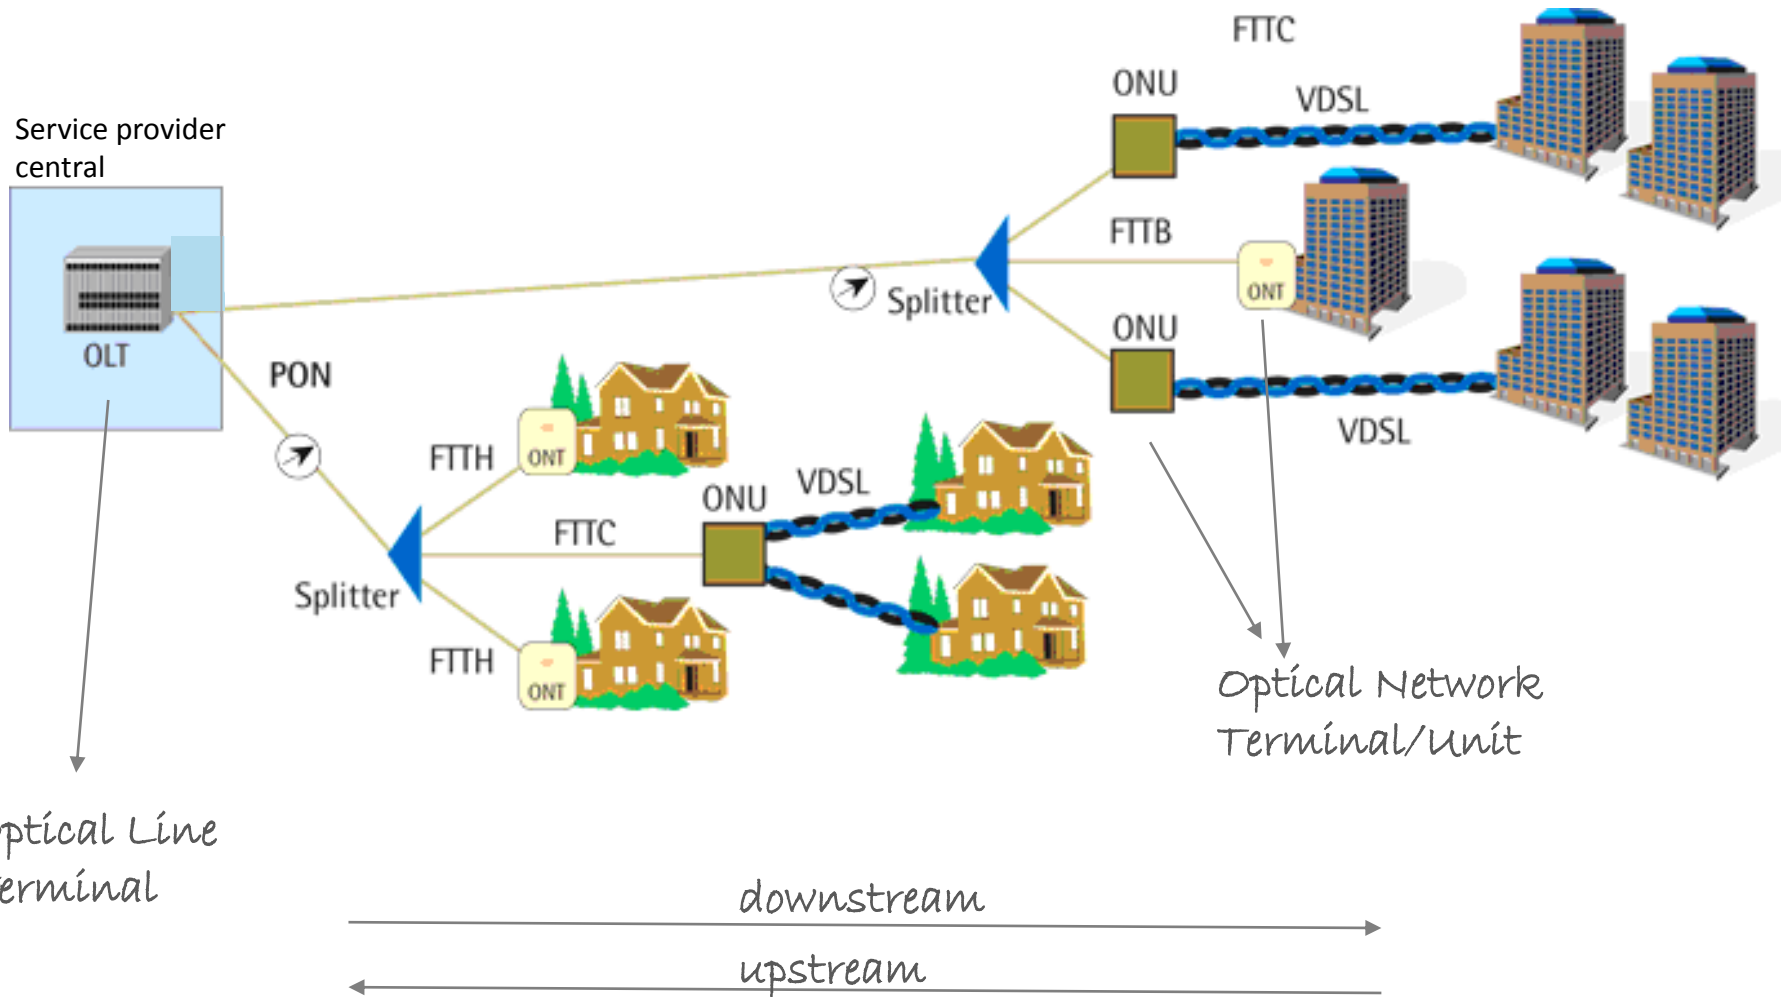 FTTC
ONU
VDSL
Service provider
central
FTTB
ONT
Splitter
ONU
OLT
PON
VDSL
FTTH
ONT
ONU
VDSL
FTTC
Splitter
FTTH
ONT
Optical Network
Terminal/Unit
ptical Line
erminal
downstream
upstream